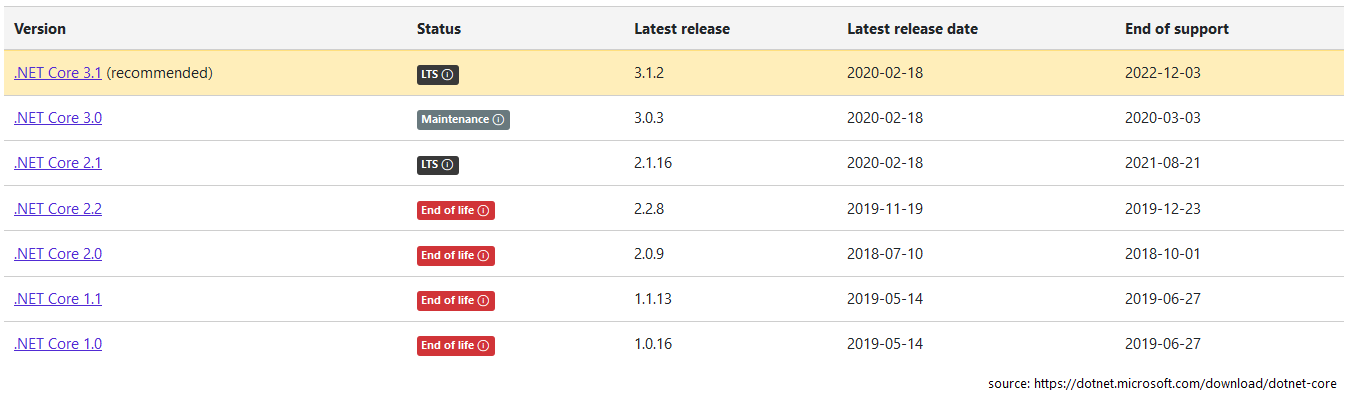 Version Status Latest release Latest release date End of support
.NET Core 3.1 (recommended) LTS 3.1.2 2020-02-18 2022-12-03
.NET Core 3.0 Maintenance 3.0.3 2020-02-18 2020-03-03
.NET Core 2.1 LTS 2.1.16 2020-02-18 2021-08-21
.NET Core 2.2 End of life 2.2.8 2019-11-19 2019-12-23
.NET Core 2.0 End of life 2.0.9 2018-07-10 2018-10-01
.NET Core 1.1 End of life 1.1.13 2019-05-14 2019-06-27
.NET Core 1.0 End of life 1.0.16 2019-05-14 2019-06-27
source: https://dotnet.microsoft.com/download/dotnet-core